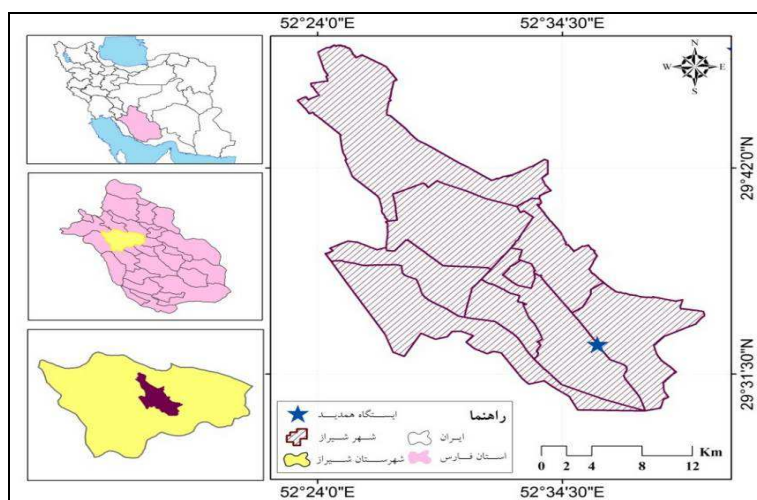 52°24'0"E 52°34'30"E
N
W E
S
29°42'0"N
29°31'30"N
راهنما
ایستگاه همدید
شهر شیراز ایران
شهرستان شیراز استان فارس
Km
0 2 4 8 12
52°24'0"E 52°34'30"E